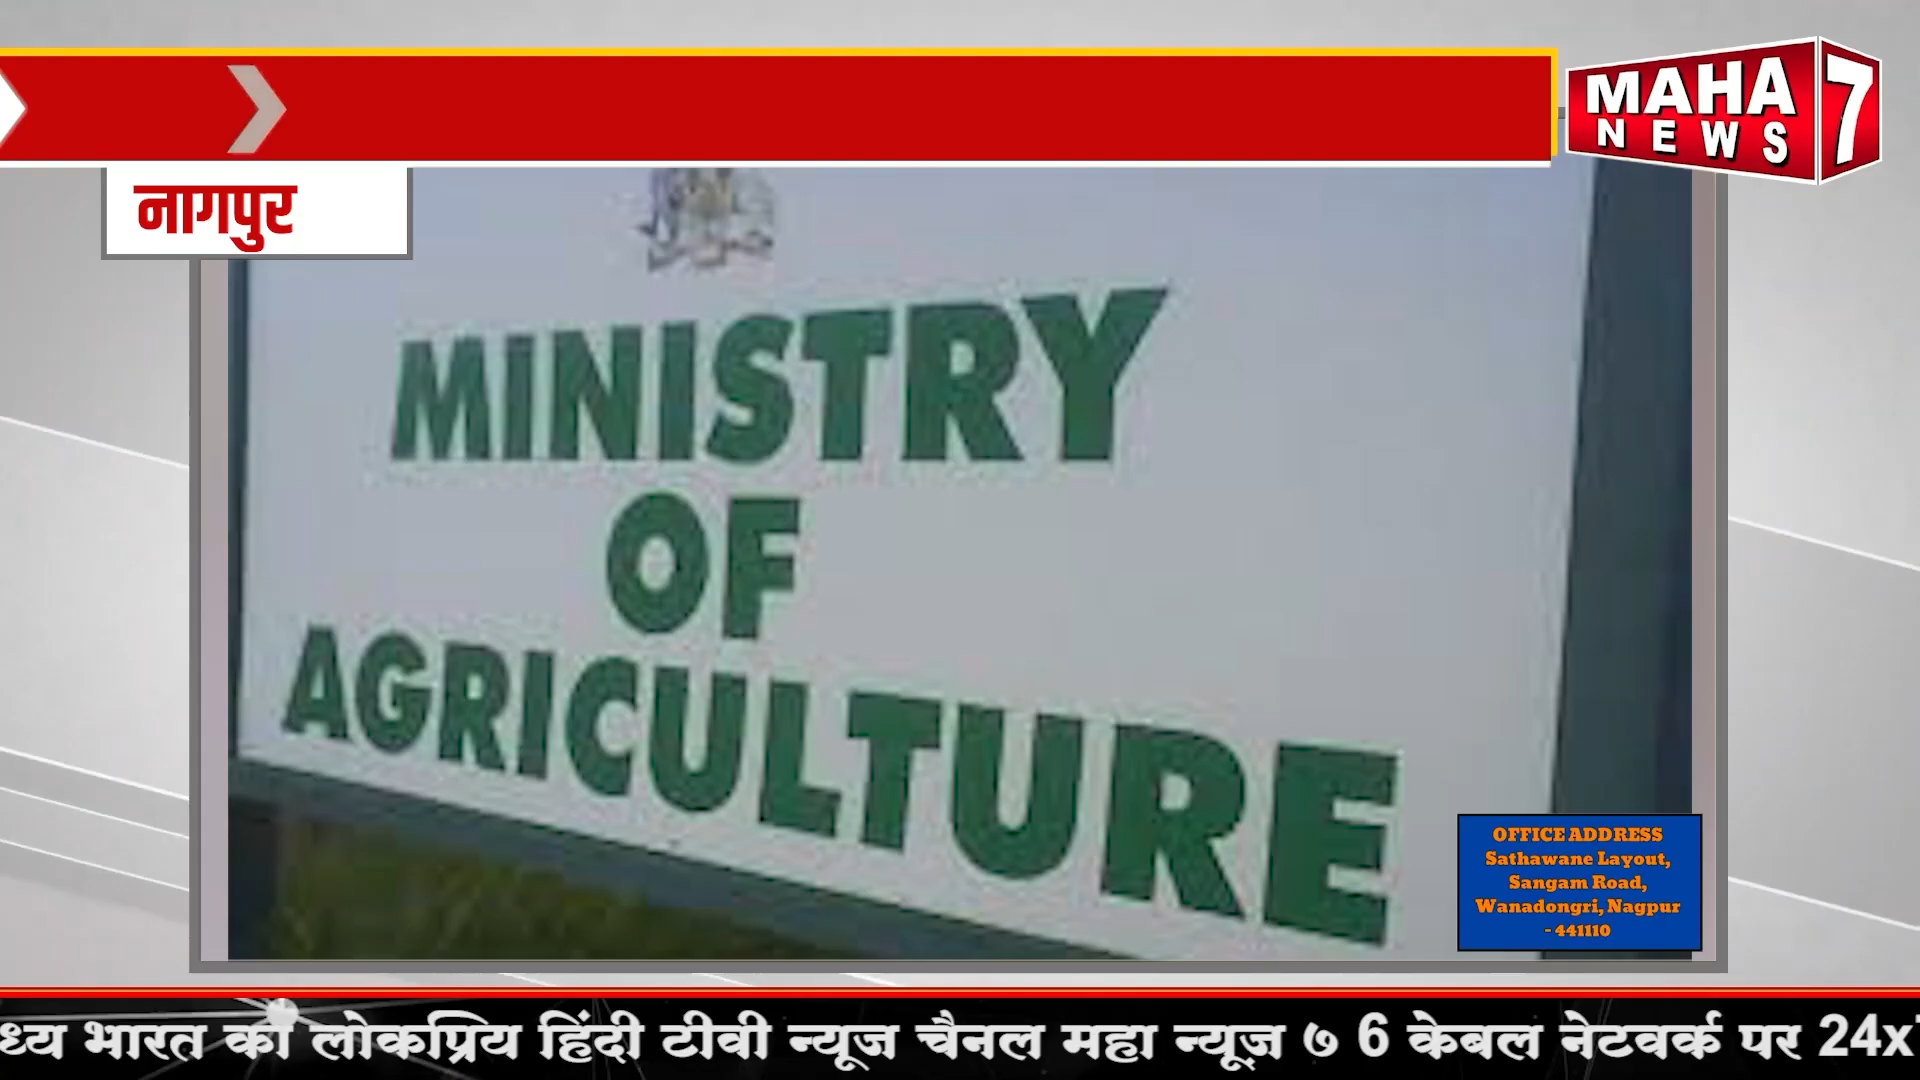 MAHA
NEWS
7
नागपुर
MINISTRY
OF
AGRICULTURE
OFFICE ADDRESS
Sathawane Layout,
Sangam Road,
Wanadongri, Nagpur
- 441110
भारत का लोकप्रिय हिंदी टीवी न्यूज चैनल महा न्यूज़ ७ 6 केबल नेटवर्क पर